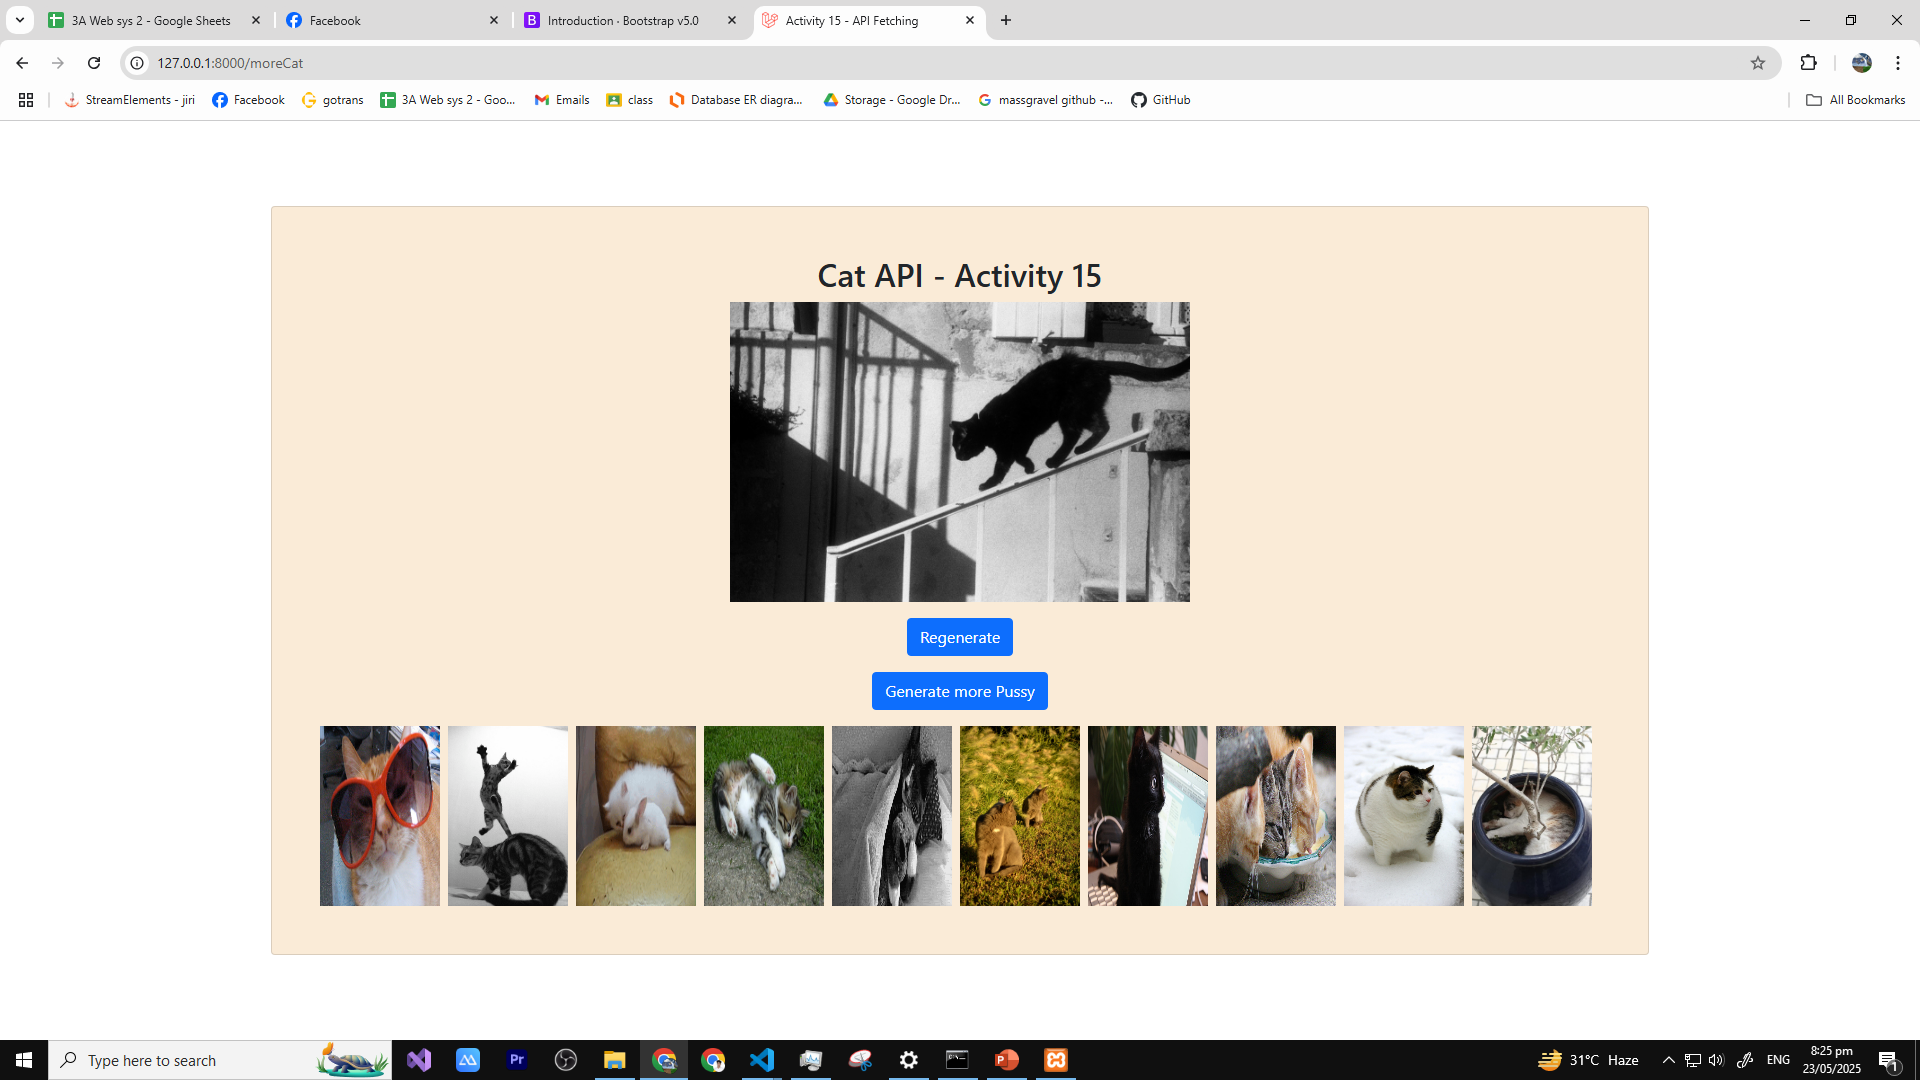 3A Web sys 2 - Google Sheets
Facebook
Introduction · Bootstrap v5.0
Activity 15 - API Fetching
127.0.0.1:8000/moreCat
StreamElements - jiri
Facebook
gotrans
3A Web sys 2 - Goo...
Emails
class
Database ER diagra...
Storage - Google Dr...
massgravel github -...
GitHub
All Bookmarks
Cat API - Activity 15
Regenerate
Generate more Pussy
Type here to search
Pr
31°C Haze
ENG
8:25 pm
23/05/2025
1